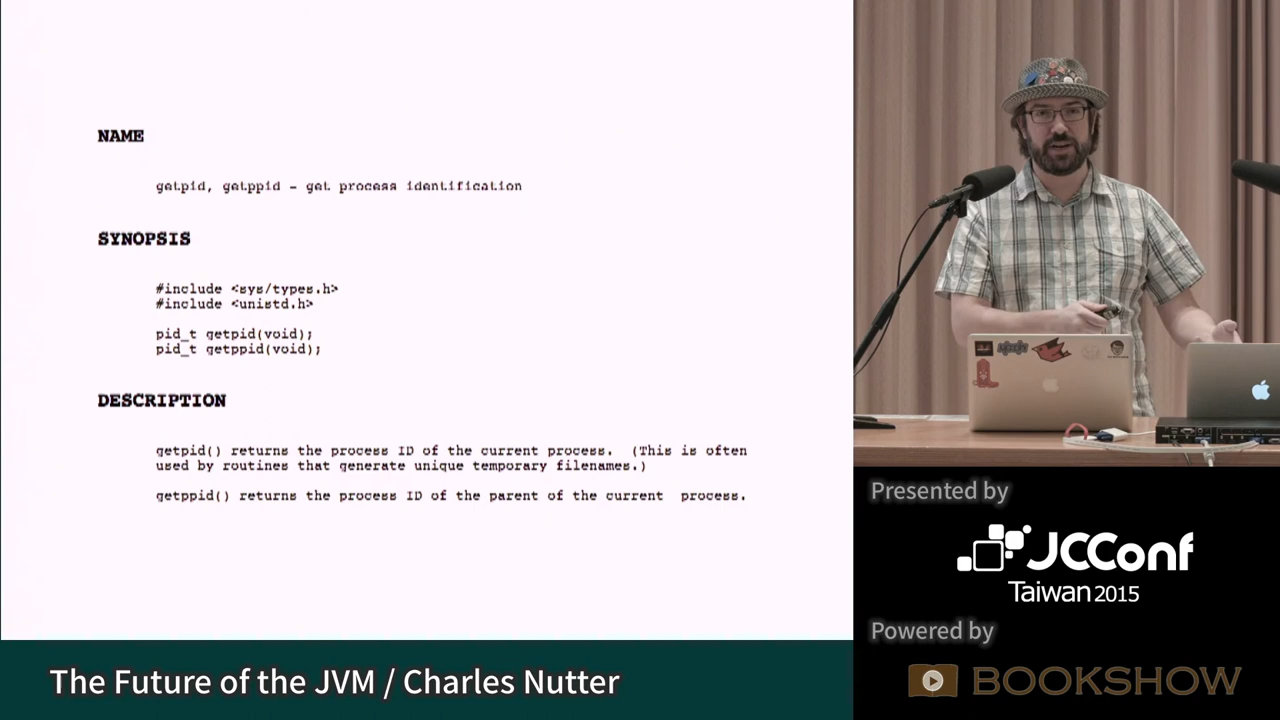 NAME
getpid, getppid - get process identification
SYNOPSIS
#include <sys/types.h>
#include <unistd.h>
pid_t getpid(void);
pid_t getppid(void);
DESCRIPTION
getpid() returns the process ID of the current process. (This is often
used by routines that generate unique temporary filenames.)
getppid() returns the process ID of the parent of the current process.
Presented by
JCConf
Taiwan 2015
Powered by
BOOKSHOW
The Future of the JVM / Charles Nutter